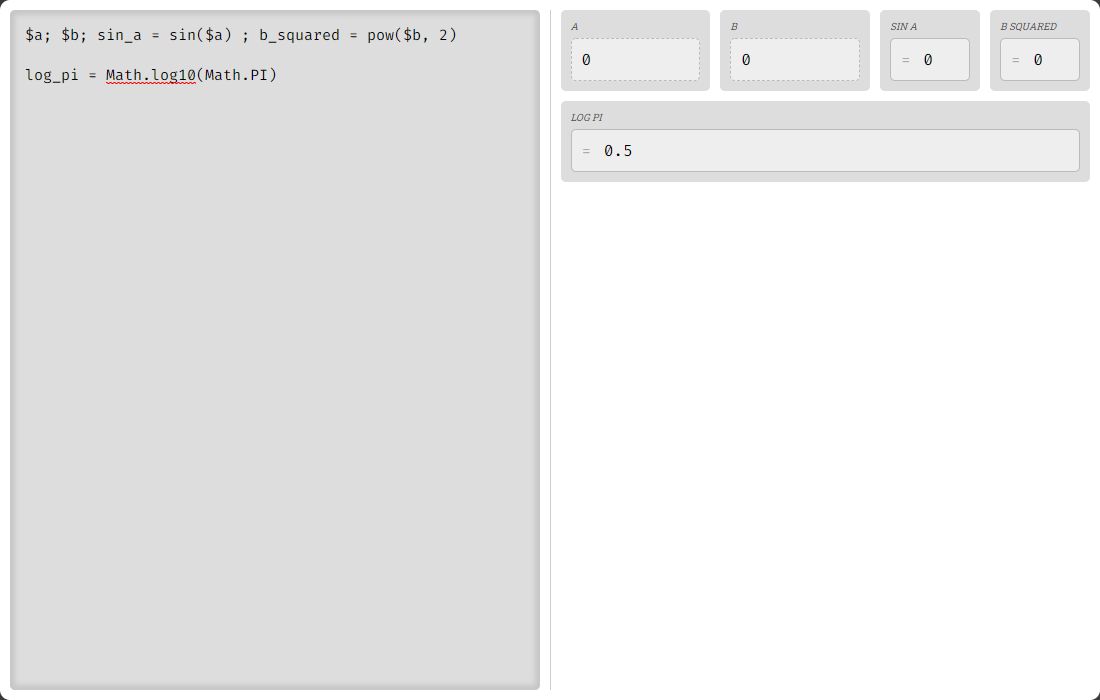 $a; $b; sin_a = sin($a) ; b_squared = pow($b, 2)
log_pi = Math.log10(Math.PI)
A
0
B
0
SIN A
= 0
B SQUARED
= 0
LOG PI
= 0.5